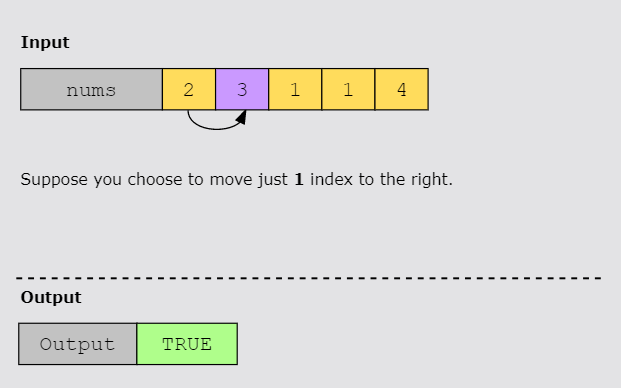 Input
nums 2 3 1 1 4
Suppose you choose to move just 1 index to the right.
Output
Output TRUE